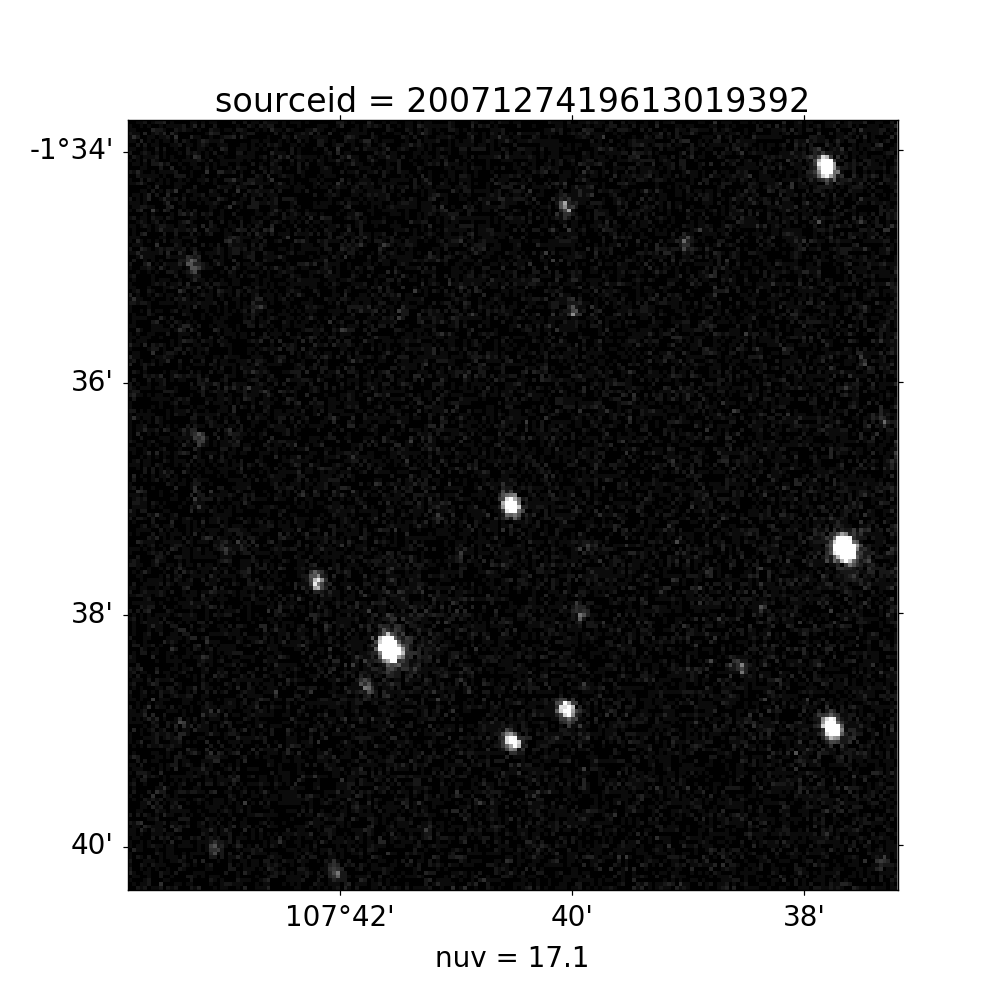 sourceid = 2007127419613019392
-1°34'
36'
38'
40'
107°42' 40' 38'
nuv = 17.1